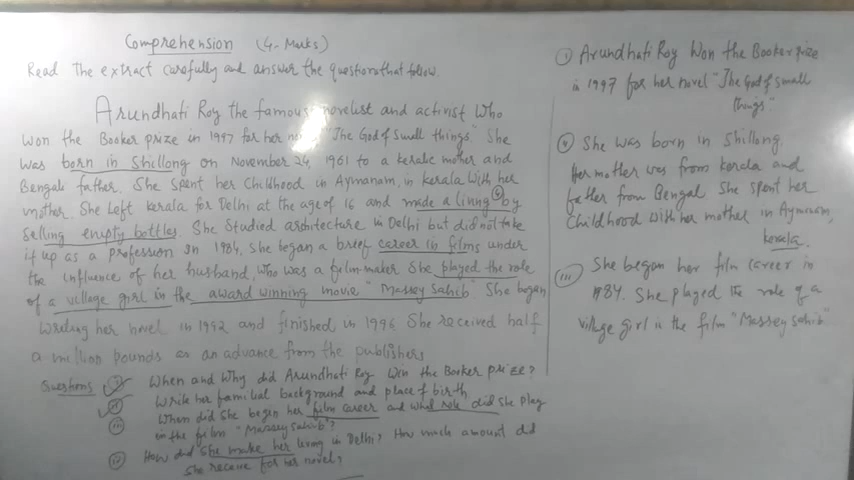 Comprehension (4-Marks)
Read The extract carefully and answer the questions that follow.
Arundhati Roy the famous novelist and activist Who
won the Booker prize in 1997 for her "The God of Small things" She
was born in Shillong on November 24, 1961 to a kerala mother and
Bengali father. She spent her Childhood in Aymanam, in kerala with her
mother. She left kerala for Delhi at the age of 16 and made a living by
selling empty bottles. She studied architecture in Delhi but did not take
it up as a profession In 1984, She began a brief career in films under
the influence of her husband, who was a film-maker She played the role
of a village girl in the award winning movie "Massey Sahib" She began
writing her novel in 1992 and finished in 1996 She received half
a million pounds as an advance from the publishers
Questions (i) When and Why did Arundhati Roy Win the Booker prize?
(ii) Write her familial background and place of birth.
(iii) When did She began her film career and what role did She play
in the film "Massey Sahib"?
(iv) How did She make her living in Delhi? How much amount did
She receive for her novel?
(i) Arundhati Roy Won the Booker prize
in 1997 for her novel "The God of Small
things".
She was born in Shillong.
Her mother was from kerala and
father from Bengal She spent her
Childhood with her mother in Aymnam,
kerala.
(iii) She began her film career in
1984. She played the role of a
village girl in the film "Massey Sahib"